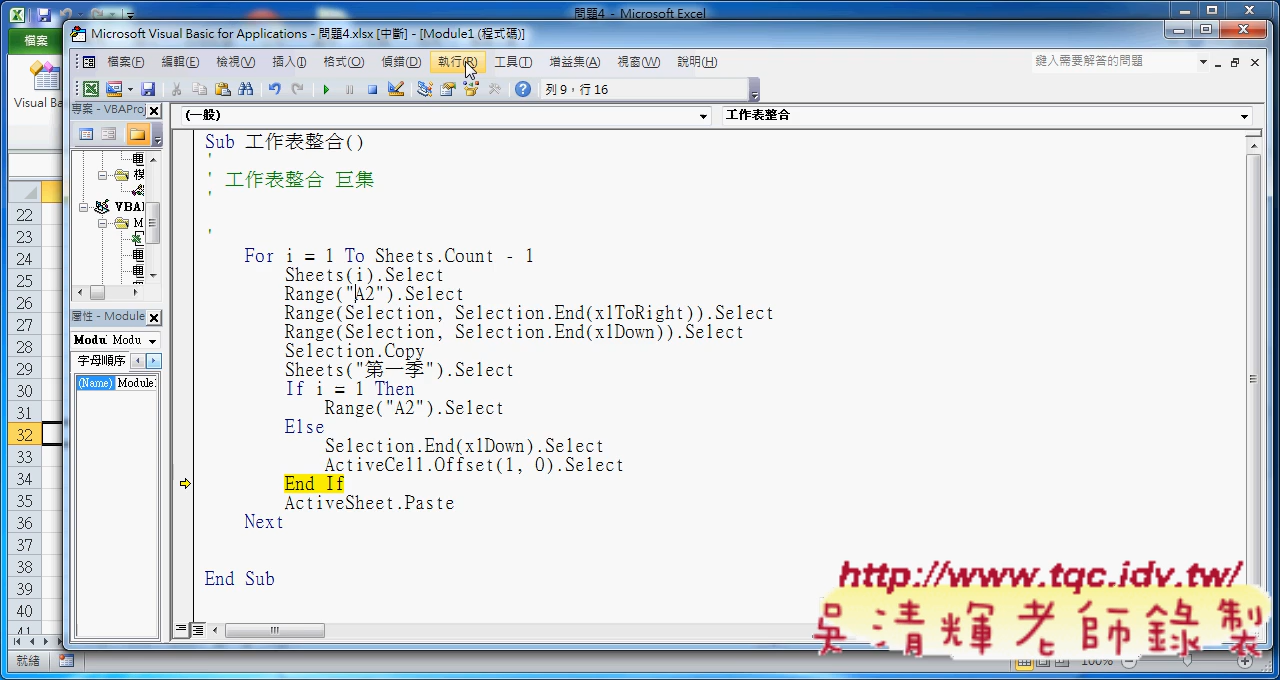 問題4 - Microsoft Excel
檔案
Microsoft Visual Basic for Applications - 問題4.xlsx [中斷] - [Module1 (程式碼)]
檔案(F) 編輯(E) 檢視(V) 插入(I) 格式(O) 偵錯(D) 執行(R) 工具(T) 增益集(A) 視窗(W) 說明(H) 鍵入需要解答的問題
列 9，行 16
Visual Ba
專案 - VBAProj
(一般) 工作表整合
VBA
M
屬性 - Module
Modu Modu
字母順序
(Name) Module
Sub 工作表整合()
'
' 工作表整合 巨集
'
'
For i = 1 To Sheets.Count - 1
Sheets(i).Select
Range("A2").Select
Range(Selection, Selection.End(xlToRight)).Select
Range(Selection, Selection.End(xlDown)).Select
Selection.Copy
Sheets("第一季").Select
If i = 1 Then
Range("A2").Select
Else
Selection.End(xlDown).Select
ActiveCell.Offset(1, 0).Select
End If
ActiveSheet.Paste
Next
End Sub
22
23
24
25
26
27
28
29
30
31
32
33
34
35
36
37
38
39
40
41
就緒
100%
http://www.tqc.idv.tw/
吳清輝老師錄製